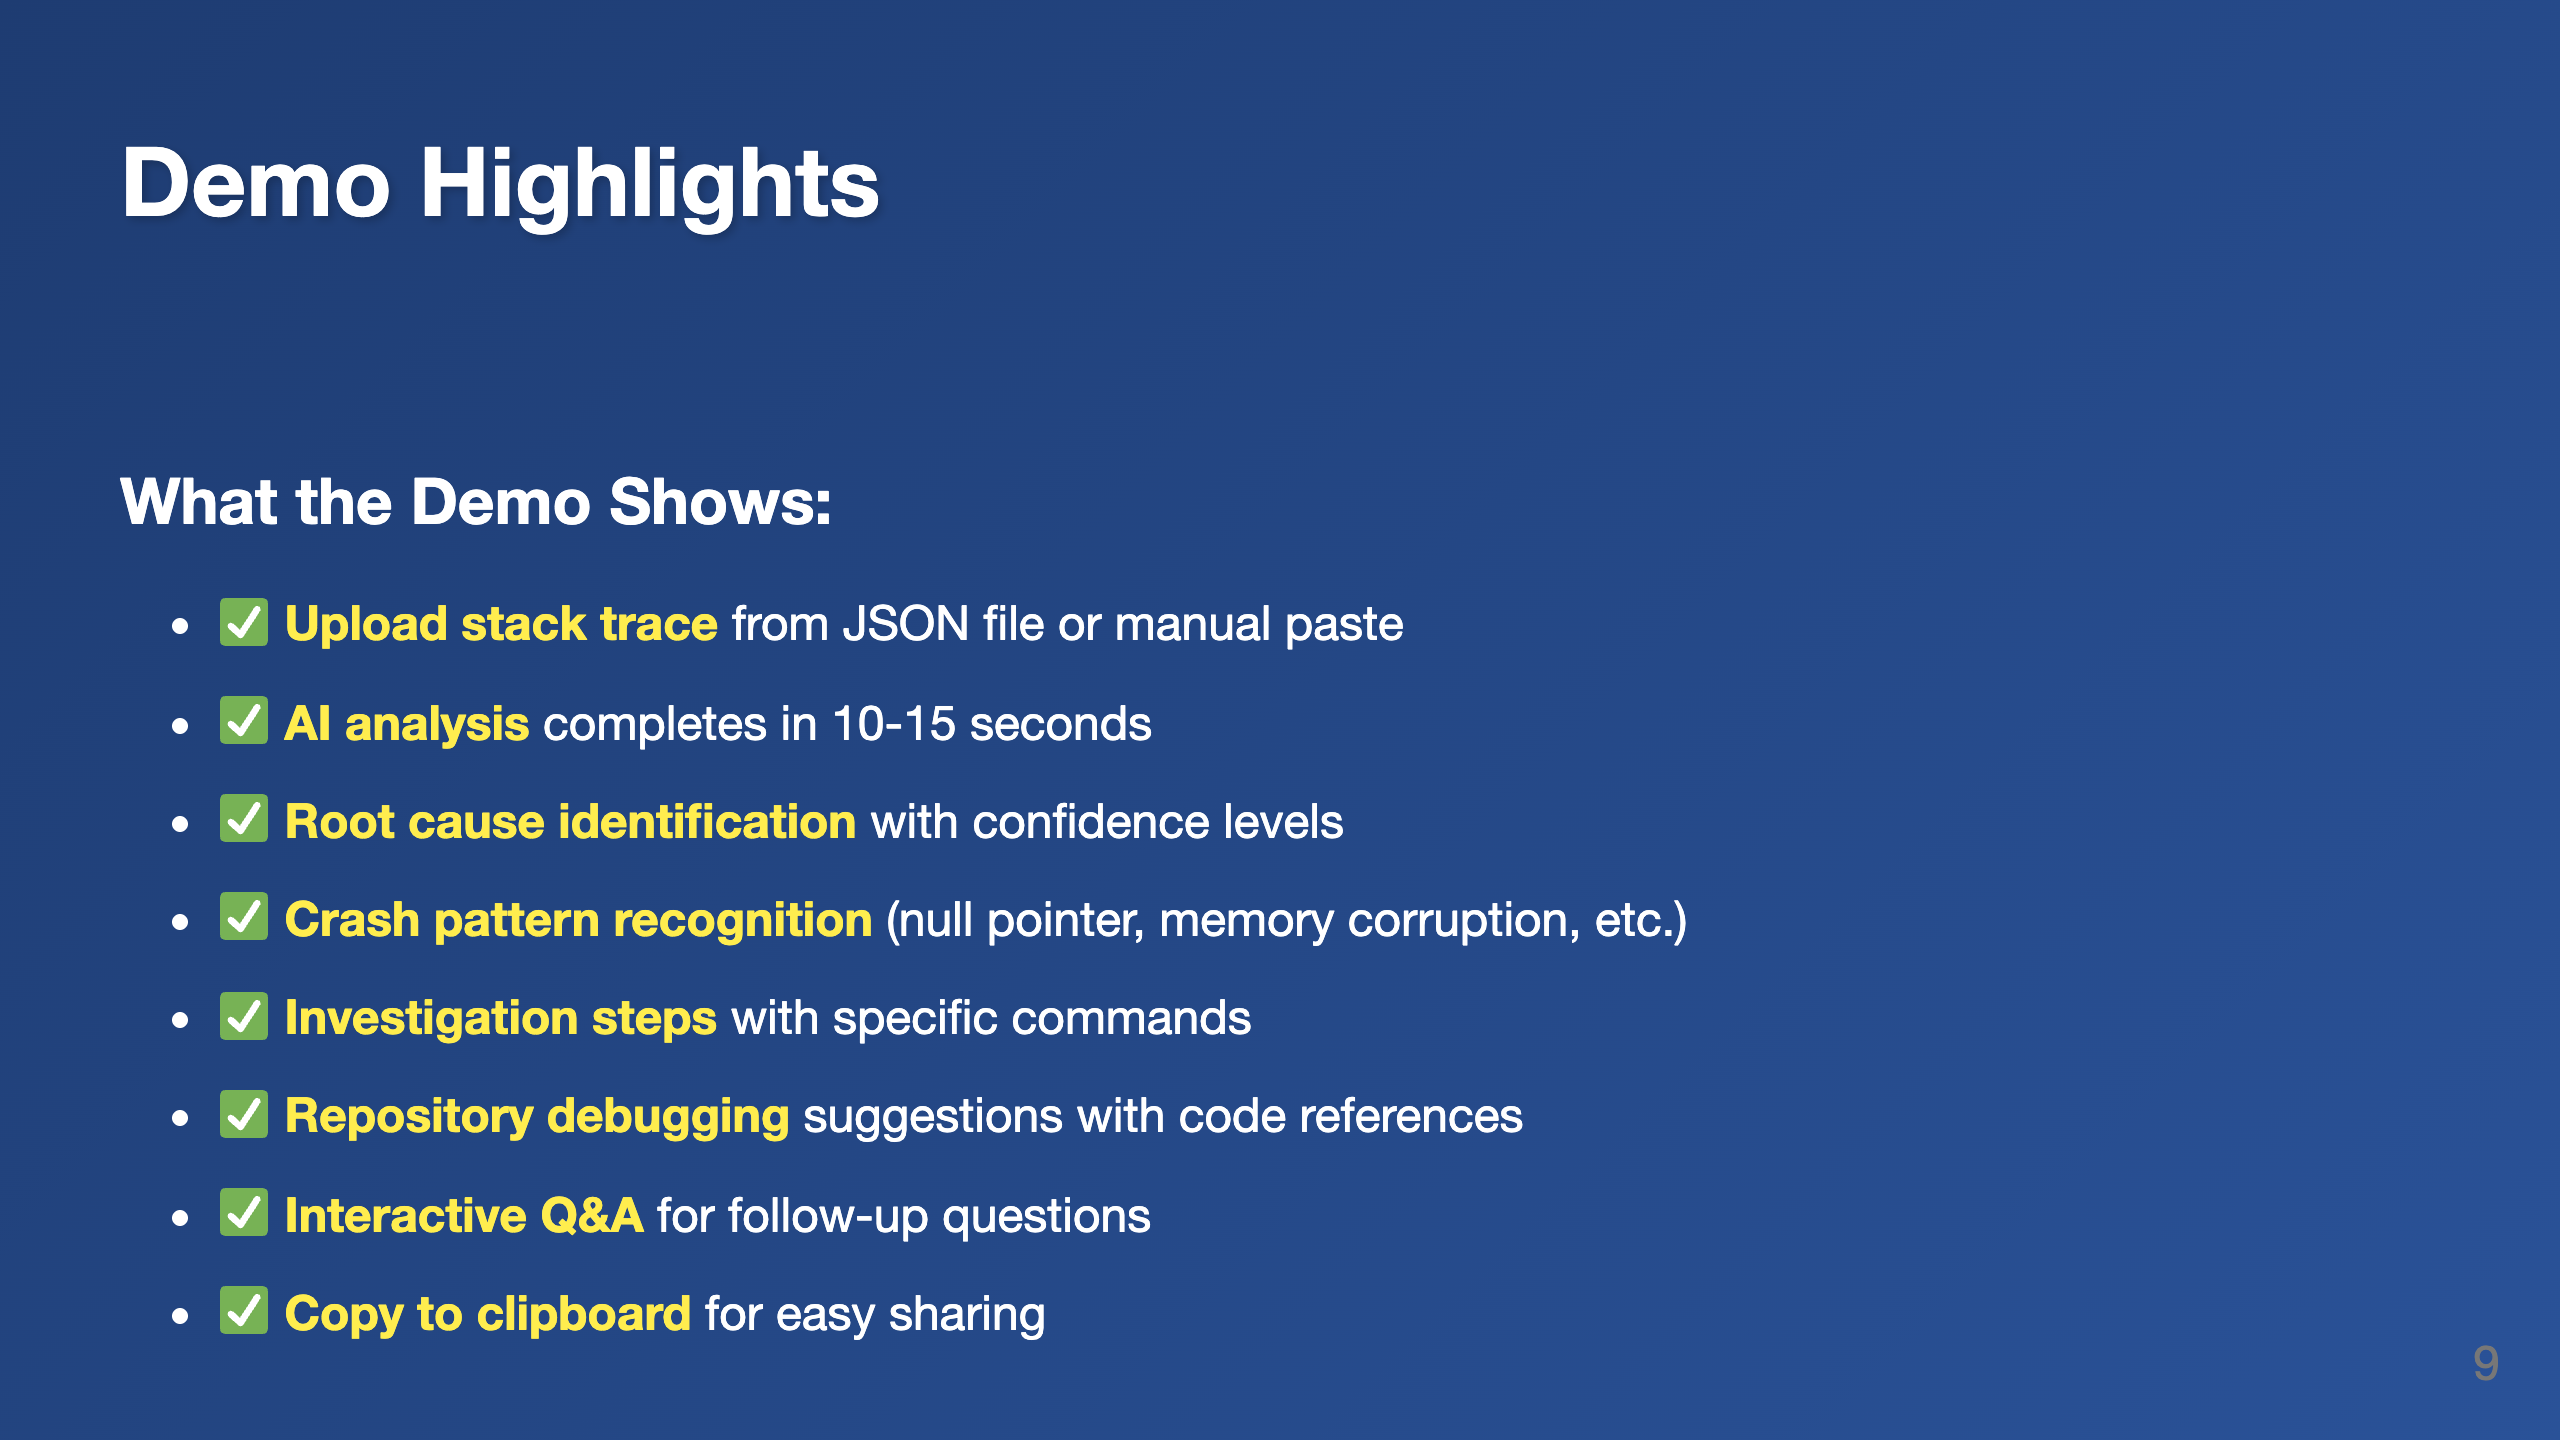 Demo Highlights
What the Demo Shows:
• ✅ Upload stack trace from JSON file or manual paste
• ✅ AI analysis completes in 10-15 seconds
• ✅ Root cause identification with confidence levels
• ✅ Crash pattern recognition (null pointer, memory corruption, etc.)
• ✅ Investigation steps with specific commands
• ✅ Repository debugging suggestions with code references
• ✅ Interactive Q&A for follow-up questions
• ✅ Copy to clipboard for easy sharing
9